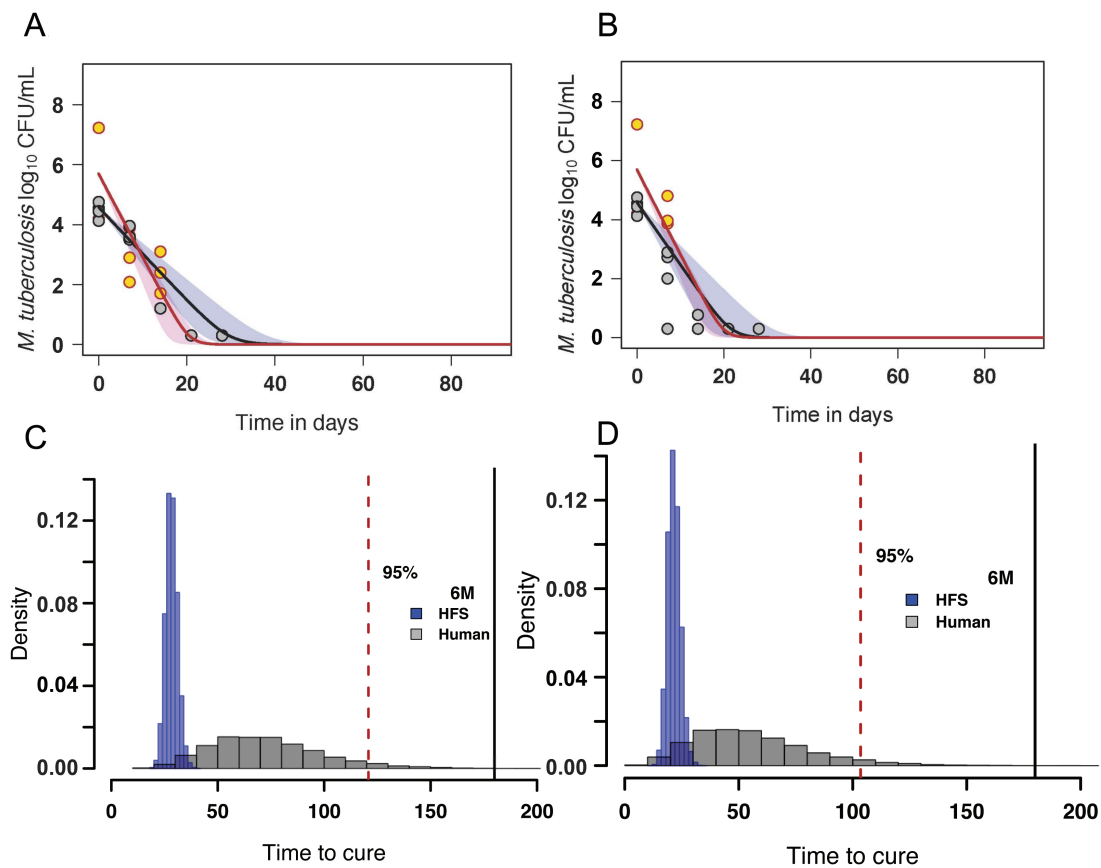 A
M. tuberculosis log10 CFU/mL
8
6
4
2
0
0 20 40 60 80
Time in days
B
M. tuberculosis log10 CFU/mL
8
6
4
2
0
0 20 40 60 80
Time in days
C
Density
0.12
0.08
0.04
0.00
95%
6M
HFS
Human
0 50 100 150 200
Time to cure
D
Density
0.12
0.08
0.04
0.00
95%
6M
HFS
Human
0 50 100 150 200
Time to cure